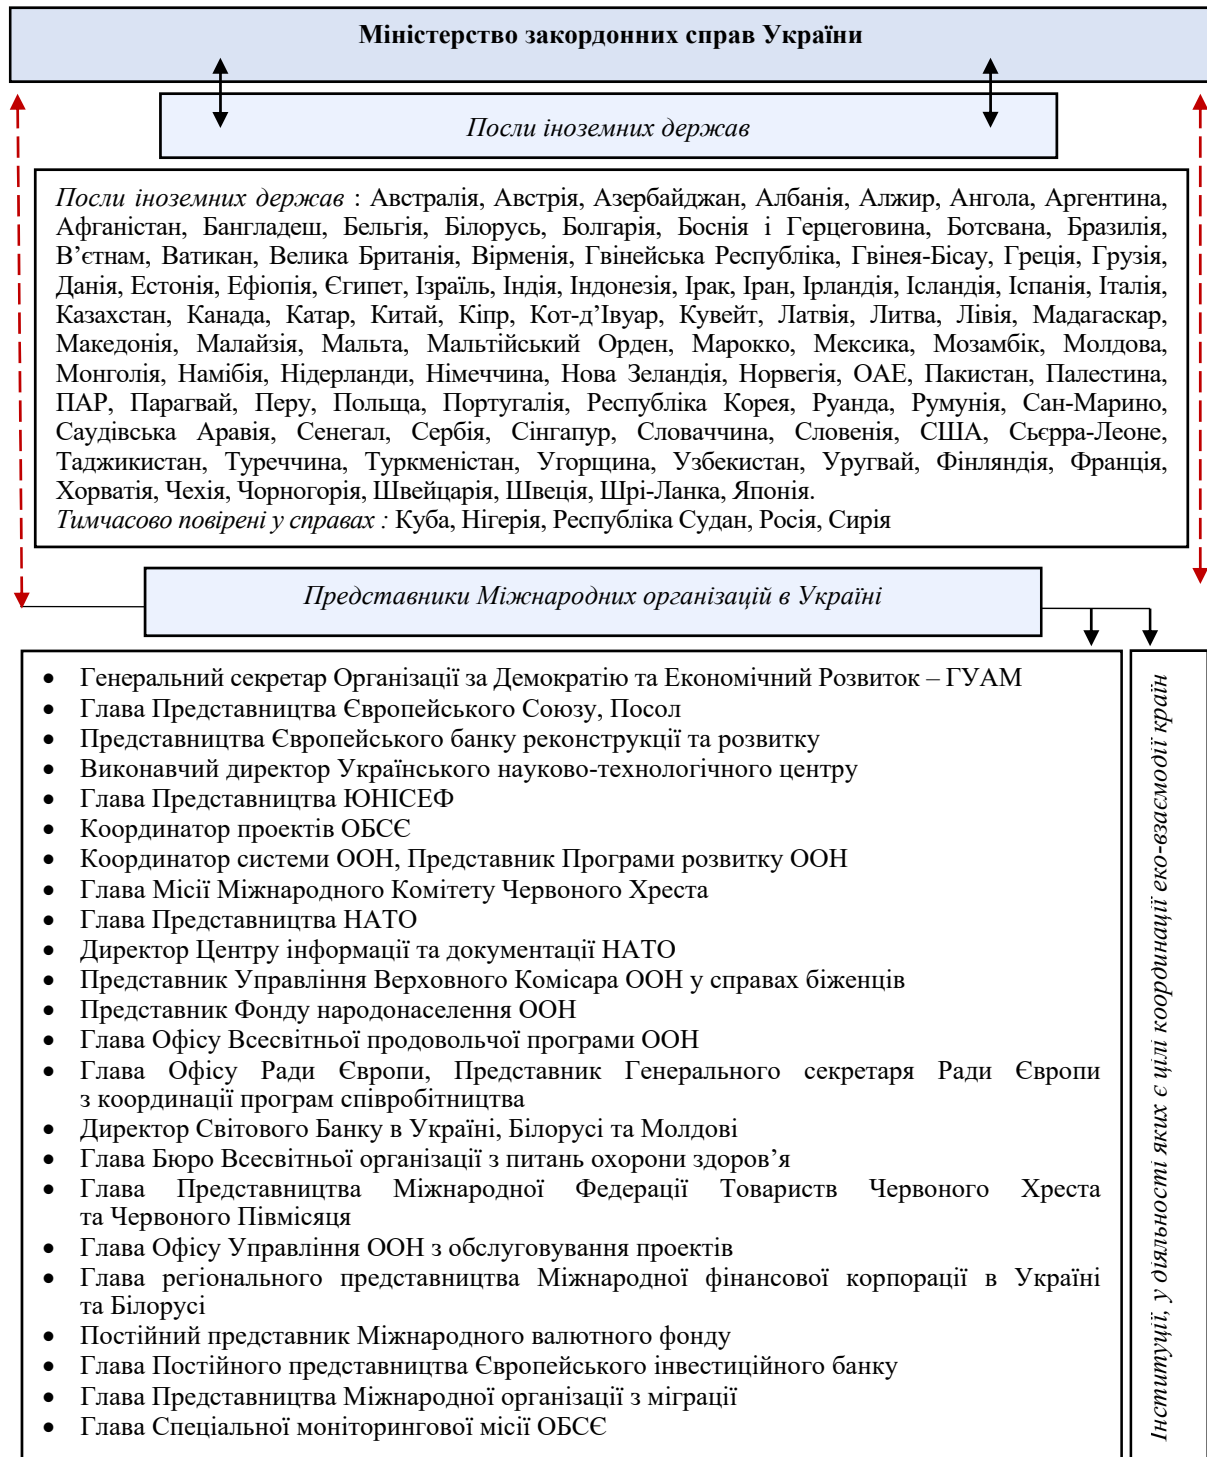 Міністерство закордонних справ України
Посли іноземних держав
Посли іноземних держав : Австралія, Австрія, Азербайджан, Албанія, Алжир, Ангола, Аргентина,
Афганістан, Бангладеш, Бельгія, Білорусь, Болгарія, Боснія і Герцеговина, Ботсвана, Бразилія,
В’єтнам, Ватикан, Велика Британія, Вірменія, Гвінейська Республіка, Гвінея-Бісау, Греція, Грузія,
Данія, Естонія, Ефіопія, Єгипет, Ізраїль, Індія, Індонезія, Ірак, Іран, Ірландія, Ісландія, Іспанія, Італія,
Казахстан, Канада, Катар, Китай, Кіпр, Кот-д’Івуар, Кувейт, Латвія, Литва, Лівія, Мадагаскар,
Македонія, Малайзія, Мальта, Мальтійський Орден, Марокко, Мексика, Мозамбік, Молдова,
Монголія, Намібія, Нідерланди, Німеччина, Нова Зеландія, Норвегія, ОАЕ, Пакистан, Палестина,
ПАР, Парагвай, Перу, Польща, Португалія, Республіка Корея, Руанда, Румунія, Сан-Марино,
Саудівська Аравія, Сенегал, Сербія, Сінгапур, Словаччина, Словенія, США, Сьєрра-Леоне,
Таджикистан, Туреччина, Туркменістан, Угорщина, Узбекистан, Уругвай, Фінляндія, Франція,
Хорватія, Чехія, Чорногорія, Швейцарія, Швеція, Шрі-Ланка, Японія.
Тимчасово повірені у справах : Куба, Нігерія, Республіка Судан, Росія, Сирія
Представники Міжнародних організацій в Україні
• Генеральний секретар Організації за Демократію та Економічний Розвиток – ГУАМ
• Глава Представництва Європейського Союзу, Посол
• Представництва Європейського банку реконструкції та розвитку
• Виконавчий директор Українського науково-технологічного центру
• Глава Представництва ЮНІСЕФ
• Координатор проектів ОБСЄ
• Координатор системи ООН, Представник Програми розвитку ООН
• Глава Місії Міжнародного Комітету Червоного Хреста
• Глава Представництва НАТО
• Директор Центру інформації та документації НАТО
• Представник Управління Верховного Комісара ООН у справах біженців
• Представник Фонду народонаселення ООН
• Глава Офісу Всесвітньої продовольчої програми ООН
• Глава Офісу Ради Європи, Представник Генерального секретаря Ради Європи
з координації програм співробітництва
• Директор Світового Банку в Україні, Білорусі та Молдові
• Глава Бюро Всесвітньої організації з питань охорони здоров’я
• Глава Представництва Міжнародної Федерації Товариств Червоного Хреста
та Червоного Півмісяця
• Глава Офісу Управління ООН з обслуговування проектів
• Глава регіонального представництва Міжнародної фінансової корпорації в Україні
та Білорусі
• Постійний представник Міжнародного валютного фонду
• Глава Постійного представництва Європейського інвестиційного банку
• Глава Представництва Міжнародної організації з міграції
• Глава Спеціальної моніторингової місії ОБСЄ
Інституції, у діяльності яких є цілі координації еко-взаємодії країн